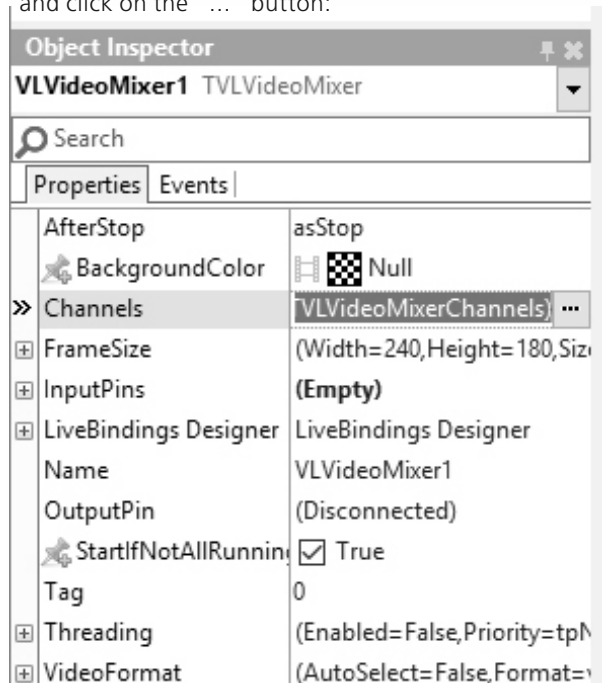 and click on the "..." button:
Object Inspector
VLVideoMixer1 TVLVideoMixer
Search
Properties Events
AfterStop asStop
BackgroundColor Null
Channels TVLVideoMixerChannels) ...
FrameSize (Width=240,Height=180,Siz
InputPins (Empty)
LiveBindings Designer LiveBindings Designer
Name VLVideoMixer1
OutputPin (Disconnected)
StartIfNotAllRunnin True
Tag 0
Threading (Enabled=False,Priority=tpN
VideoFormat (AutoSelect=False,Format=